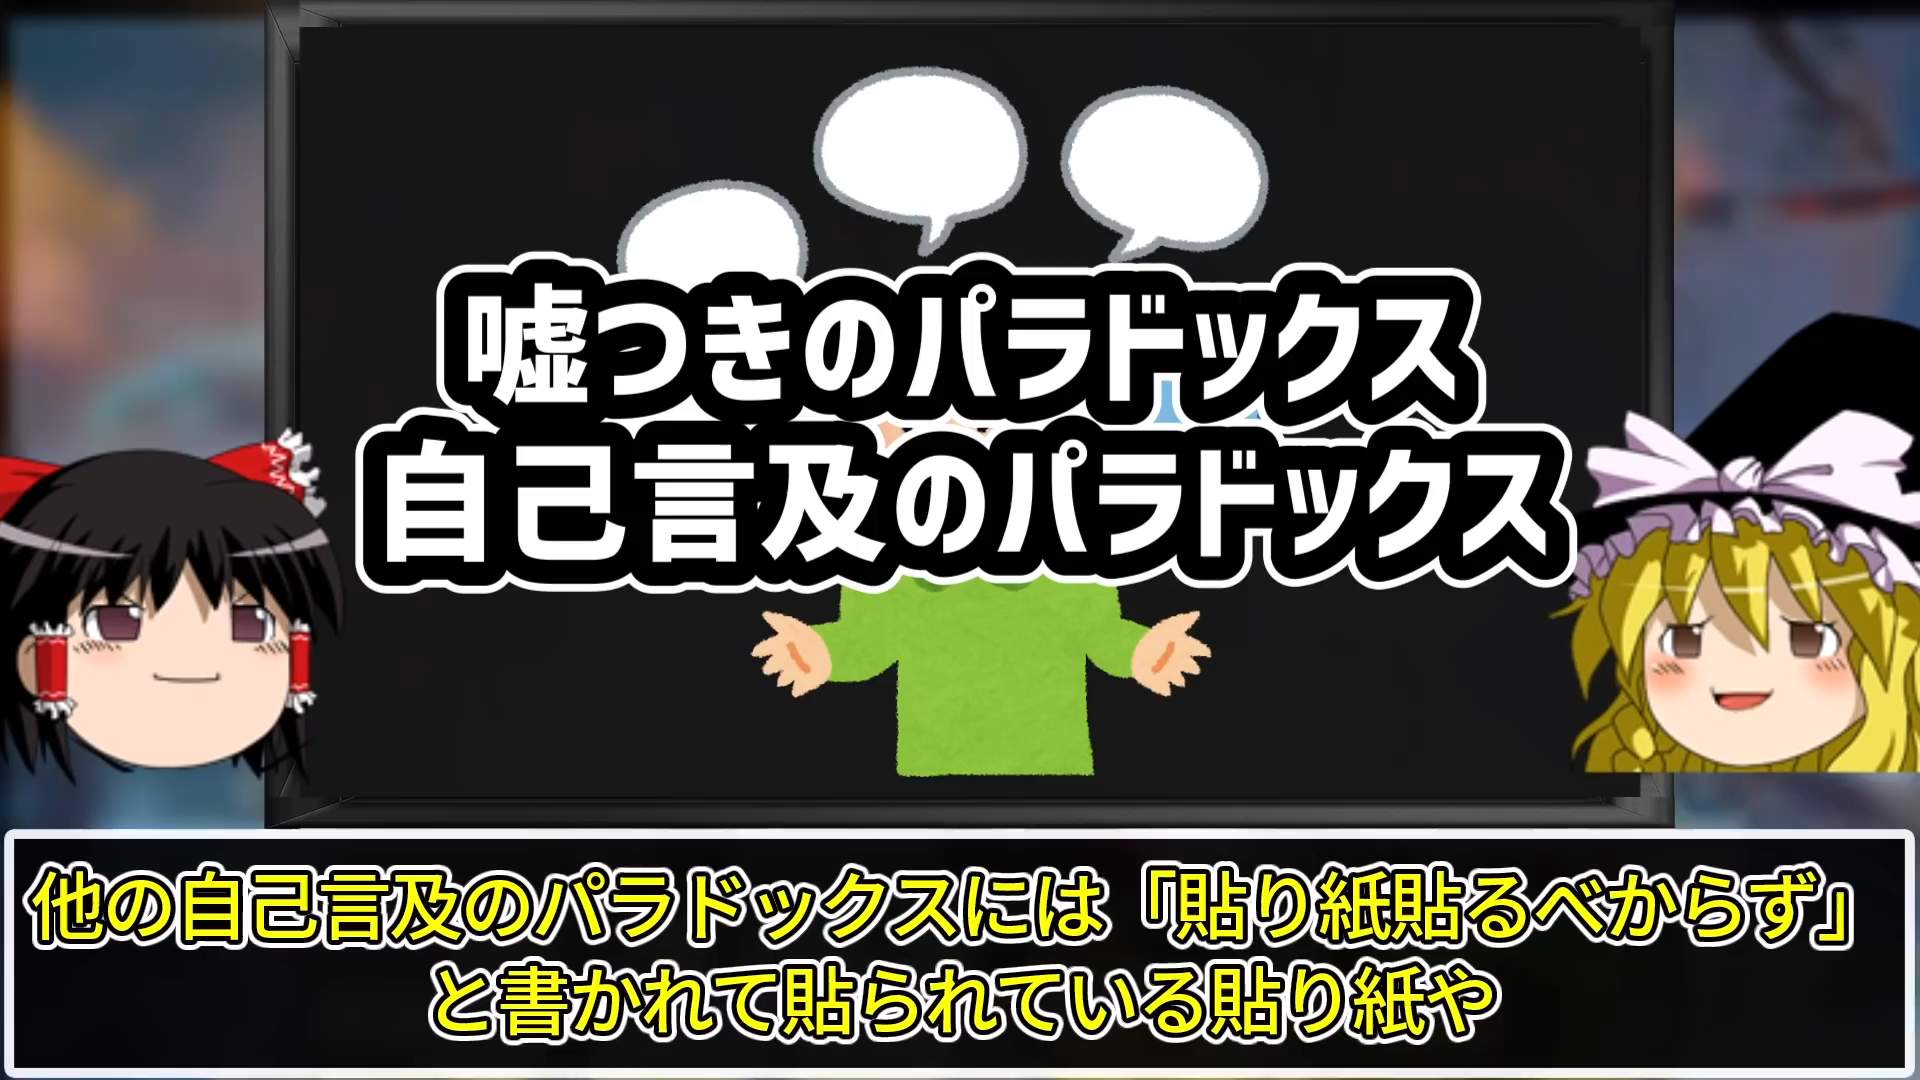 嘘つきのパラドックス
自己言及のパラドックス
他の自己言及のパラドックスには「貼り紙貼るべからず」
と書かれて貼られている貼り紙や